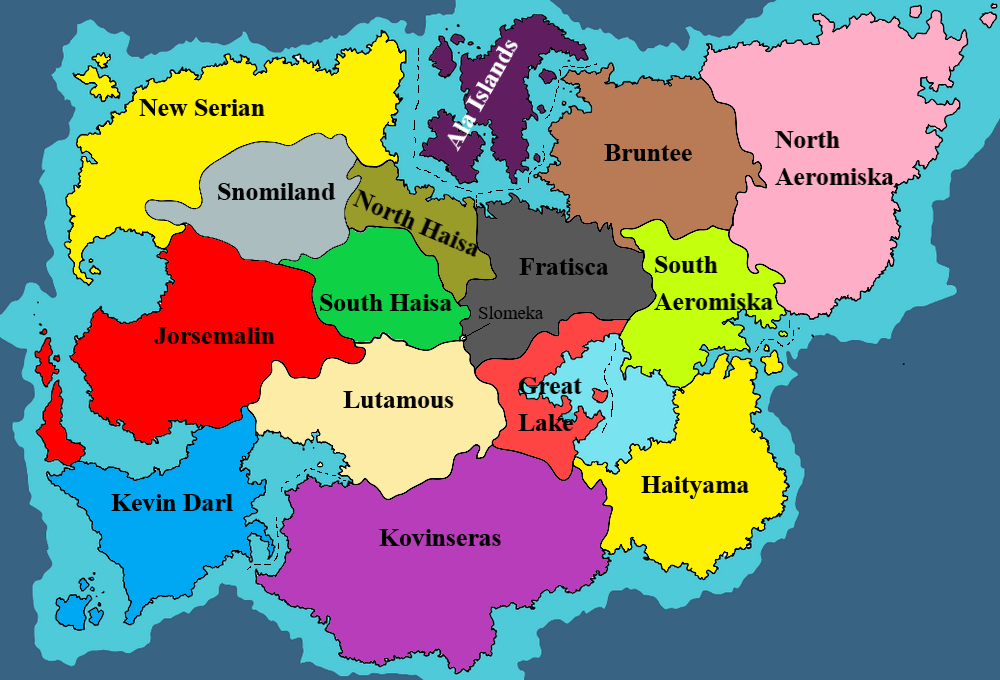 Ala Islands
New Serian
North
Aeromiska
Bruntee
Snomiland
North Haisa
Fratisca
South
Aeromiska
South Haisa
Slomeka
Jorsemalin
Great
Lake
Lutamous
Haityama
Kevin Darl
Kovinseras